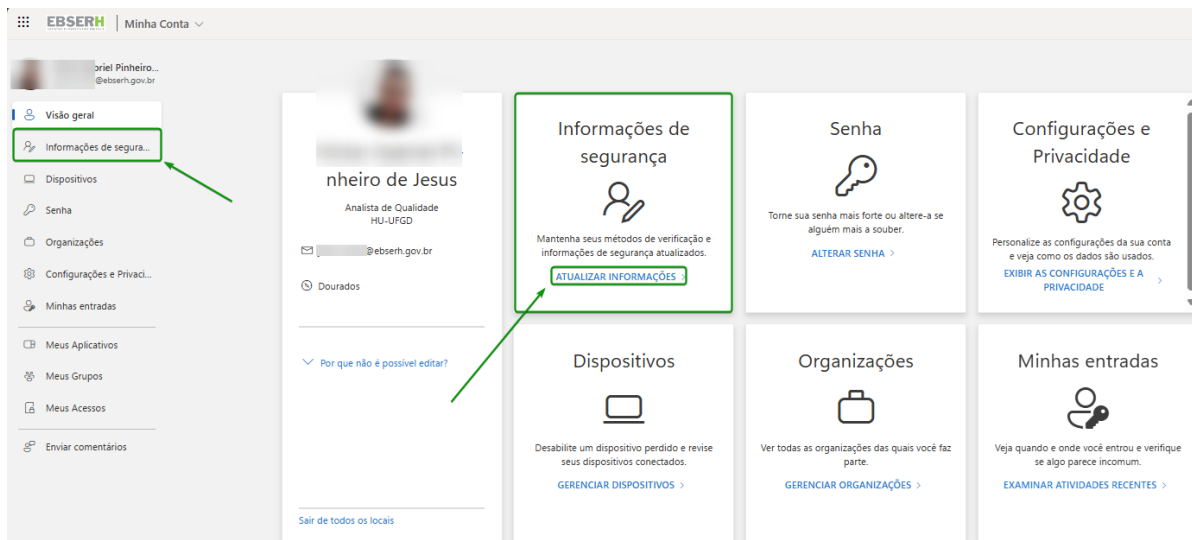 EBSERH
Minha Conta
briel Pinheiro...
@ebserh.gov.br
Visão geral
Informações de segura...
Dispositivos
Senha
Organizações
Configurações e Privaci...
Minhas entradas
Meus Aplicativos
Meus Grupos
Meus Acessos
Enviar comentários
nheiro de Jesus
Analista de Qualidade
HU-UFGD
@ebserh.gov.br
Dourados
Por que não é possível editar?
Sair de todos os locais
Informações de
segurança
Mantenha seus métodos de verificação e
informações de segurança atualizados.
ATUALIZAR INFORMAÇÕES >
Senha
Torne sua senha mais forte ou altere-a se
alguém mais a souber.
ALTERAR SENHA >
Configurações e
Privacidade
Personalize as configurações da sua conta
e veja como os dados são usados.
EXIBIR AS CONFIGURAÇÕES E A
PRIVACIDADE >
Dispositivos
Desabilite um dispositivo perdido e revise
seus dispositivos conectados.
GERENCIAR DISPOSITIVOS >
Organizações
Ver todas as organizações das quais você faz
parte.
GERENCIAR ORGANIZAÇÕES >
Minhas entradas
Veja quando e onde você entrou e verifique
se algo parece incomum.
EXAMINAR ATIVIDADES RECENTES >